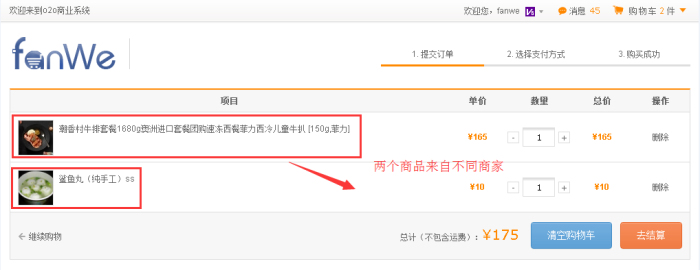 欢迎来到o2o商业系统
欢迎您，fanwe V5 消息 45 购物车 2 件
fanWe
1. 提交订单 2. 选择支付方式 3. 购买成功
项目 单价 数量 总价 操作
潮香村牛排套餐1680g澳洲进口套餐团购速冻西餐菲力西冷儿童牛扒 [150g,菲力] ¥165 - 1 + ¥165 删除
两个商品来自不同商家
鲨鱼丸（纯手工）ss ¥10 - 1 + ¥10 删除
继续购物 总计（不包含运费）：¥175 清空购物车 去结算